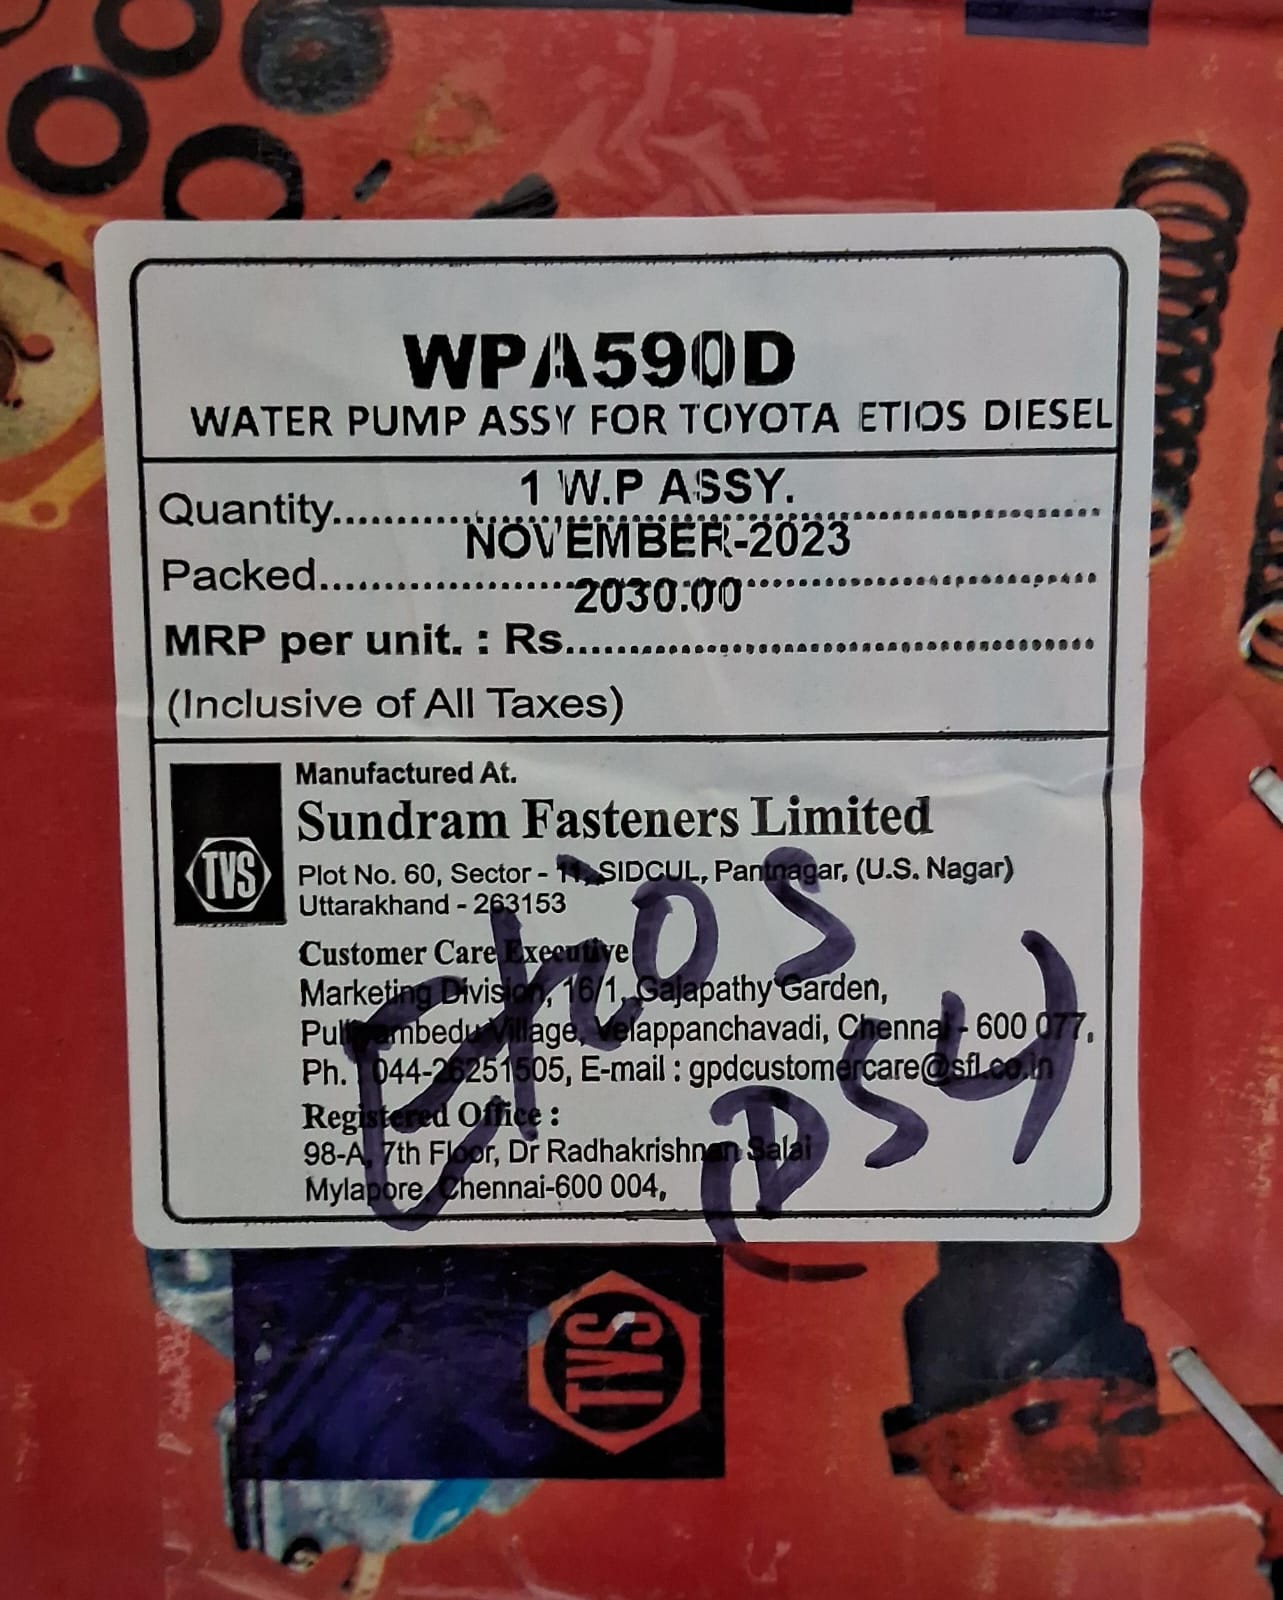 WPA590D
WATER PUMP ASSY FOR TOYOTA ETIOS DIESEL
Quantity..............1 W.P ASSY...............
Packed..............NOVEMBER-2023...............
MRP per unit. : Rs..............2030.00...............
(Inclusive of All Taxes)
TVS
Manufactured At.
Sundram Fasteners Limited
Plot No. 60, Sector - 11, SIDCUL, Pantnagar, (U.S. Nagar)
Uttarakhand - 263153
Customer Care Executive
Marketing Division, 16/1, Gajapathy Garden,
Puliyambedu Village, Velappanchavadi, Chennai - 600 077,
Ph. : 044-26251505, E-mail : gpdcustomercare@sfl.co.in
Registered Office :
98-A, 7th Floor, Dr Radhakrishnan Salai
Mylapore, Chennai-600 004,
Etios
(DS4)
TVS